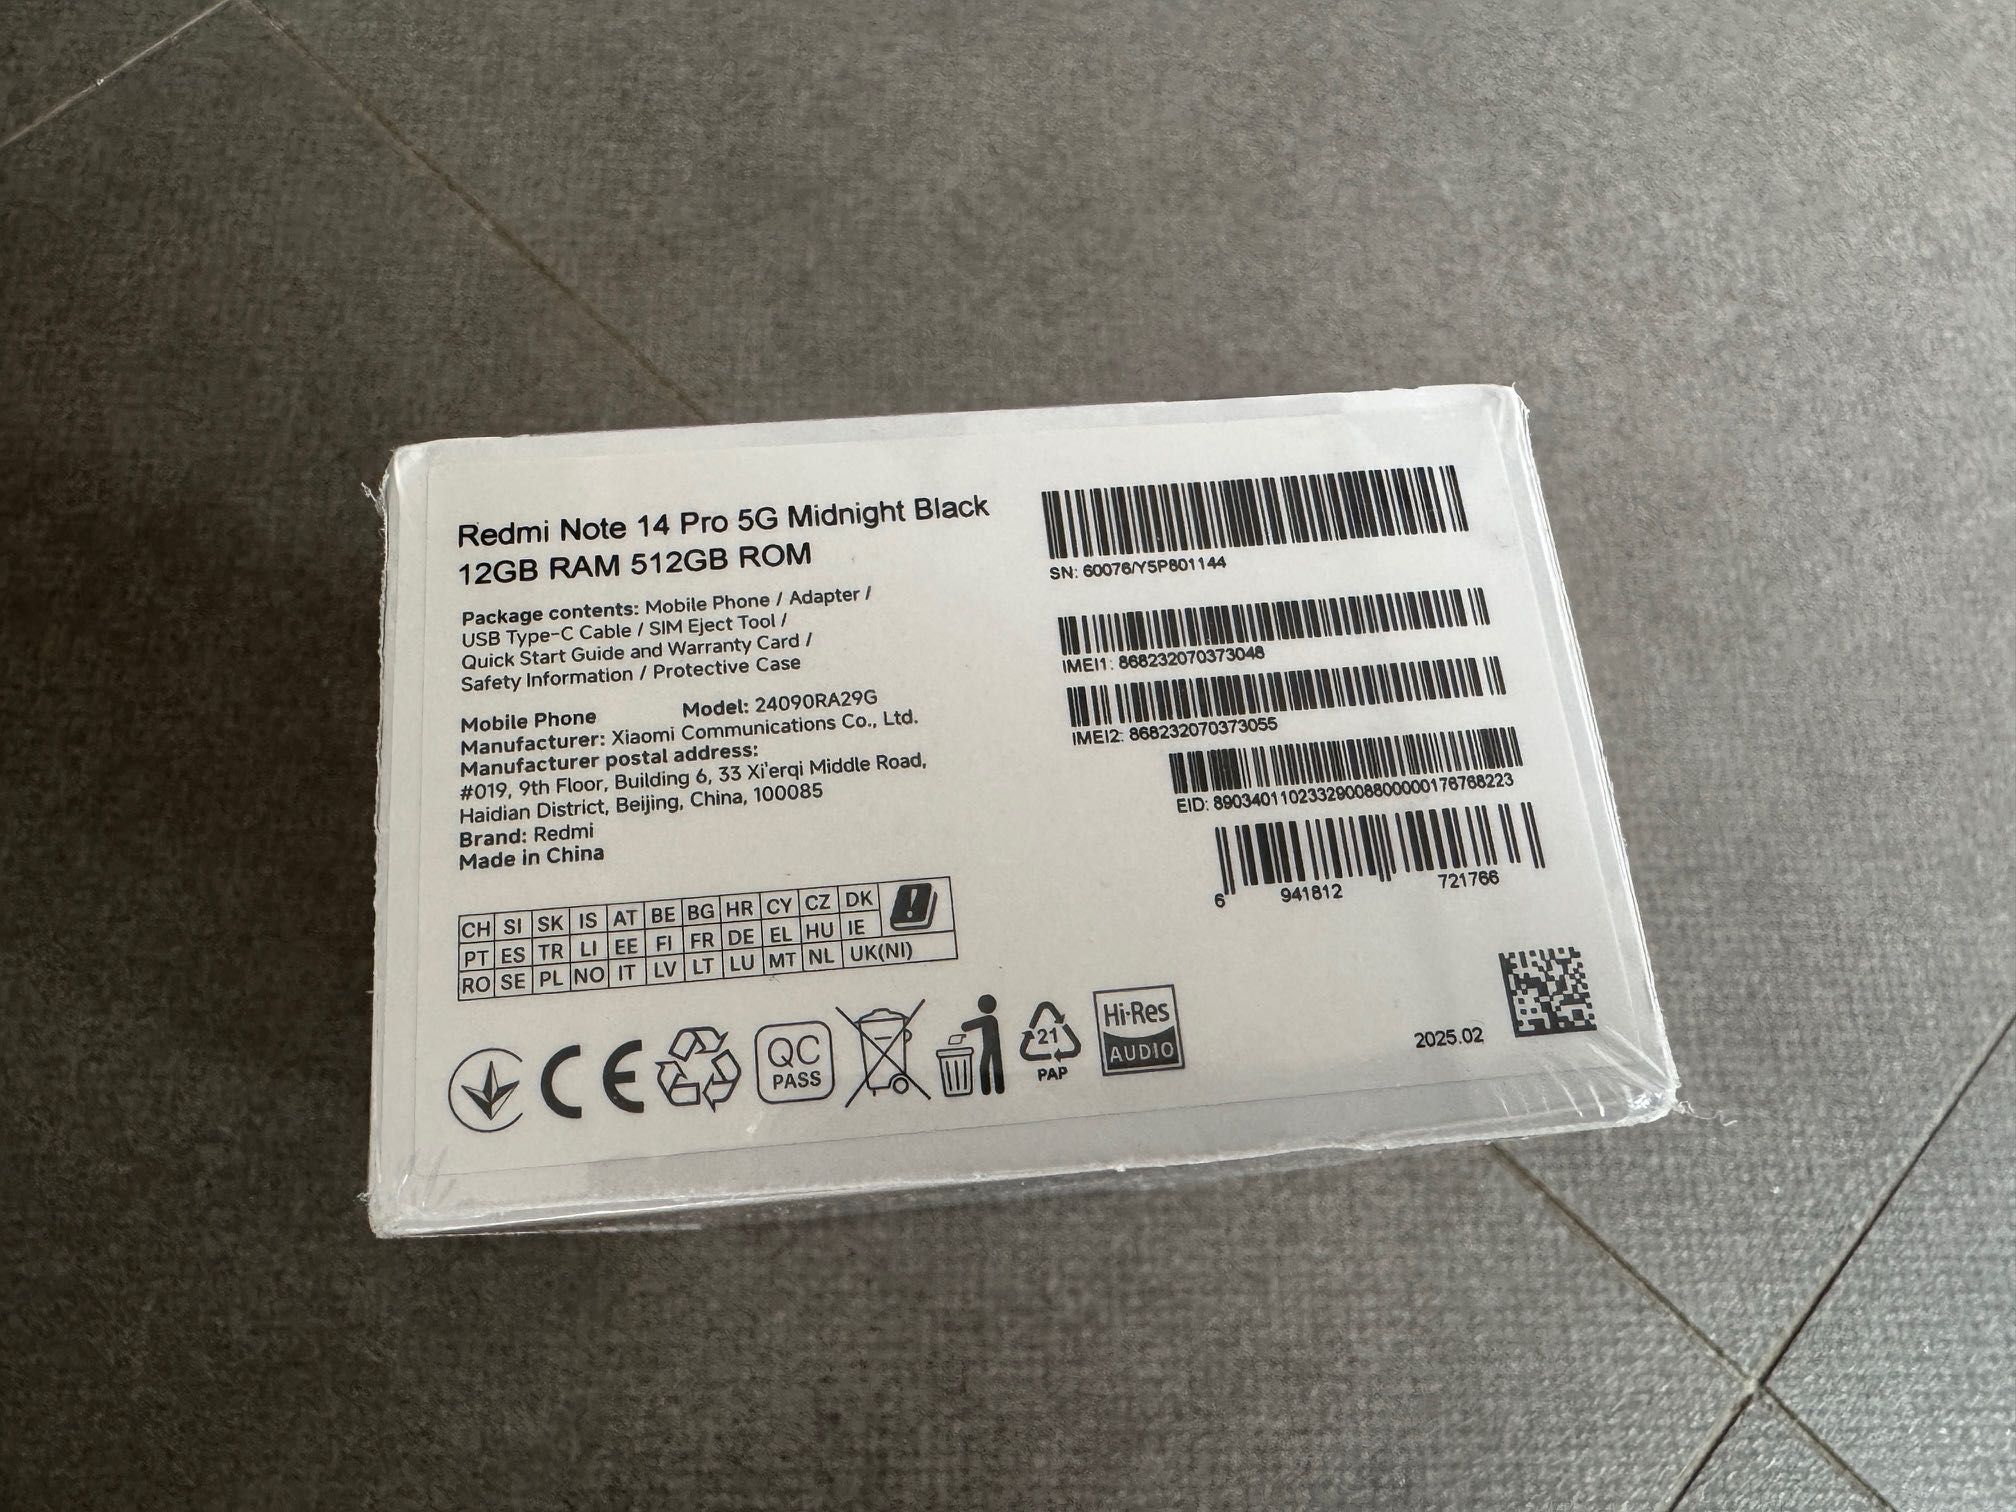 Redmi Note 14 Pro 5G Midnight Black
12GB RAM 512GB ROM
Package contents: Mobile Phone / Adapter /
USB Type-C Cable / SIM Eject Tool /
Quick Start Guide and Warranty Card /
Safety Information / Protective Case
Mobile Phone Model: 24090RA29G
Manufacturer: Xiaomi Communications Co., Ltd.
Manufacturer postal address:
#019, 9th Floor, Building 6, 33 Xi'erqi Middle Road,
Haidian District, Beijing, China, 100085
Brand: Redmi
Made in China
CH SI SK IS AT BE BG HR CY CZ DK
PT ES TR LI EE FI FR DE EL HU IE
RO SE PL NO IT LV LT LU MT NL UK(NI)
CE
QC
PASS
21
PAP
Hi-Res
AUDIO
SN: 60076/Y5P801144
IMEI1: 868232070373048
IMEI2: 868232070373055
EID: 89034011023329008800000176768223
6 941812 721766
2025.02